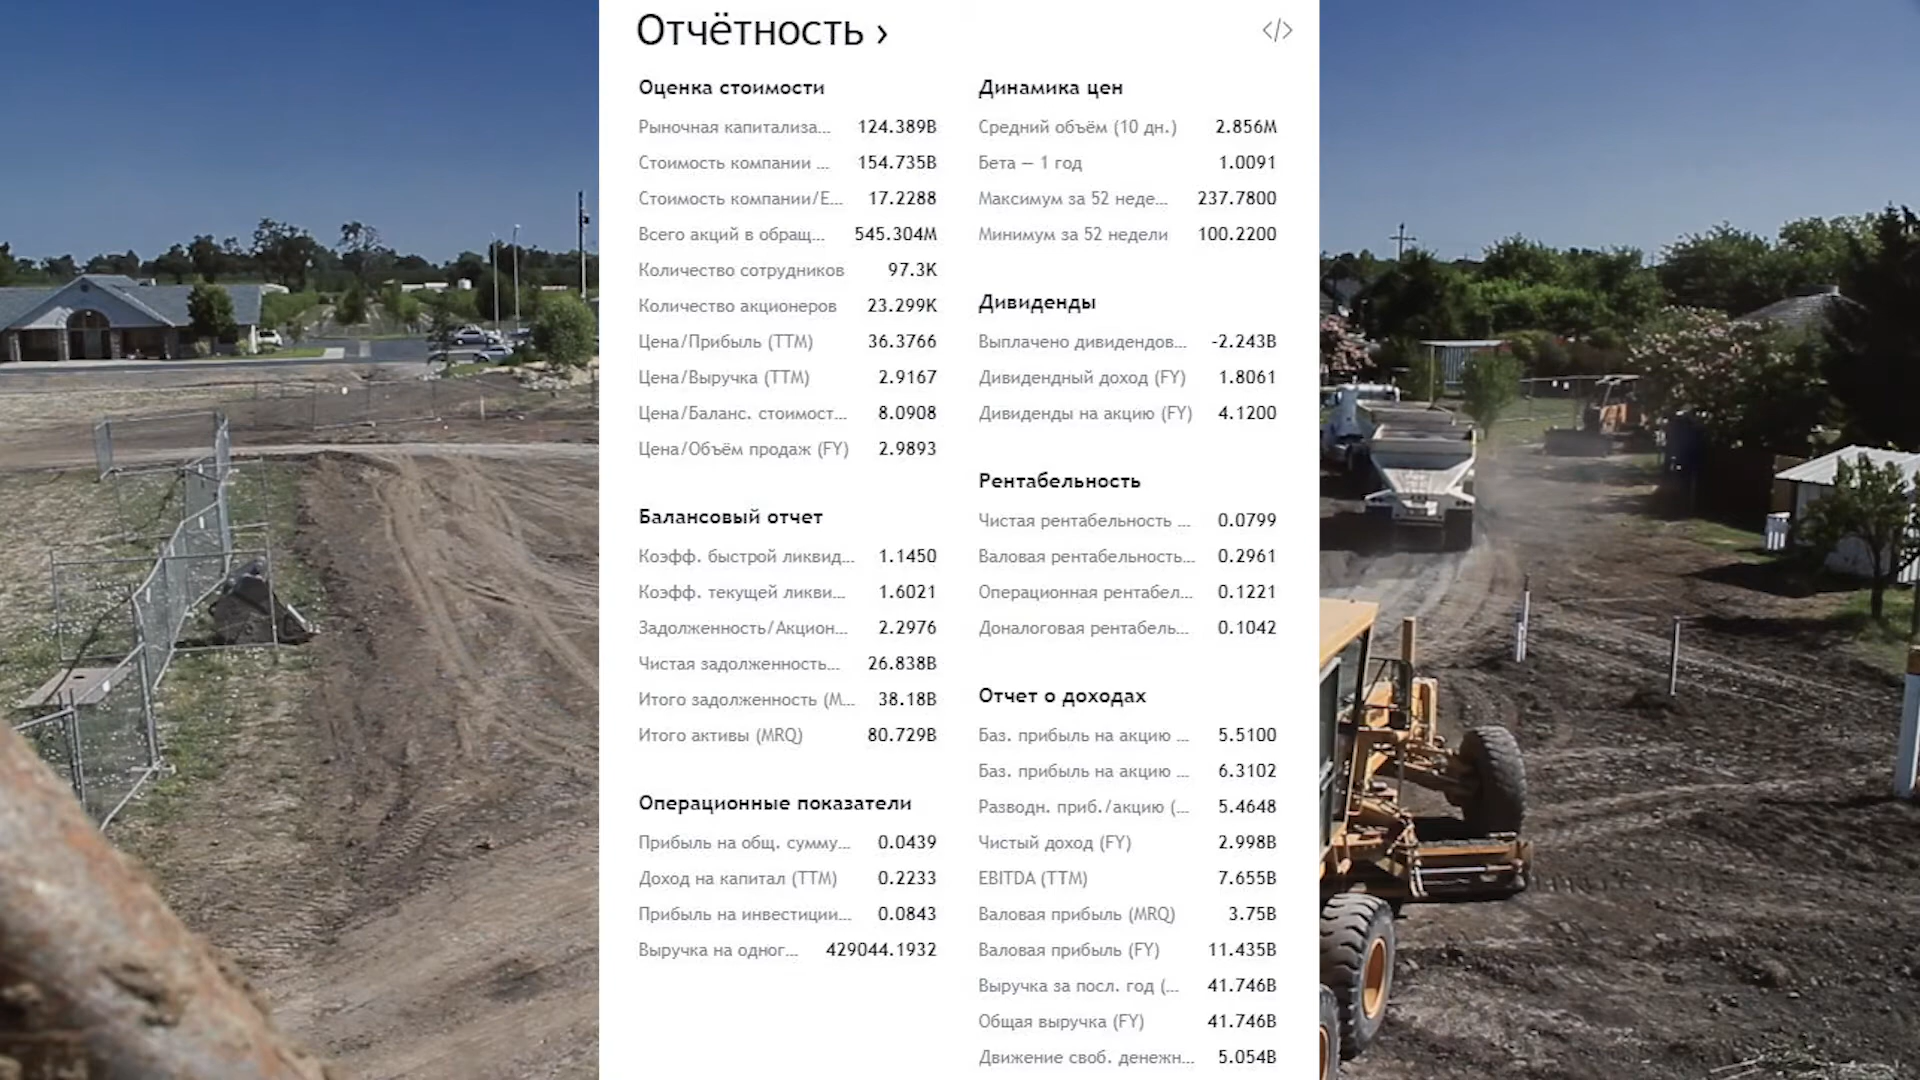 Отчётность ›
</>
Оценка стоимости
Рыночная капитализа... 124.389B
Стоимость компании ... 154.735B
Стоимость компании/E... 17.2288
Всего акций в обращ... 545.304M
Количество сотрудников 97.3K
Количество акционеров 23.299K
Цена/Прибыль (TTM) 36.3766
Цена/Выручка (TTM) 2.9167
Цена/Баланс. стоимост... 8.0908
Цена/Объём продаж (FY) 2.9893
Балансовый отчет
Коэфф. быстрой ликвид... 1.1450
Коэфф. текущей ликви... 1.6021
Задолженность/Акцион... 2.2976
Чистая задолженность... 26.838B
Итого задолженность (M... 38.18B
Итого активы (MRQ) 80.729B
Операционные показатели
Прибыль на общ. сумму... 0.0439
Доход на капитал (TTM) 0.2233
Прибыль на инвестиции... 0.0843
Выручка на одног... 429044.1932
Динамика цен
Средний объём (10 дн.) 2.856M
Бета — 1 год 1.0091
Максимум за 52 неде... 237.7800
Минимум за 52 недели 100.2200
Дивиденды
Выплачено дивидендов... -2.243B
Дивидендный доход (FY) 1.8061
Дивиденды на акцию (FY) 4.1200
Рентабельность
Чистая рентабельность ... 0.0799
Валовая рентабельность... 0.2961
Операционная рентабел... 0.1221
Доналоговая рентабель... 0.1042
Отчет о доходах
Баз. прибыль на акцию ... 5.5100
Баз. прибыль на акцию ... 6.3102
Разводн. приб./акцию (... 5.4648
Чистый доход (FY) 2.998B
EBITDA (TTM) 7.655B
Валовая прибыль (MRQ) 3.75B
Валовая прибыль (FY) 11.435B
Выручка за посл. год (... 41.746B
Общая выручка (FY) 41.746B
Движение своб. денежн... 5.054B